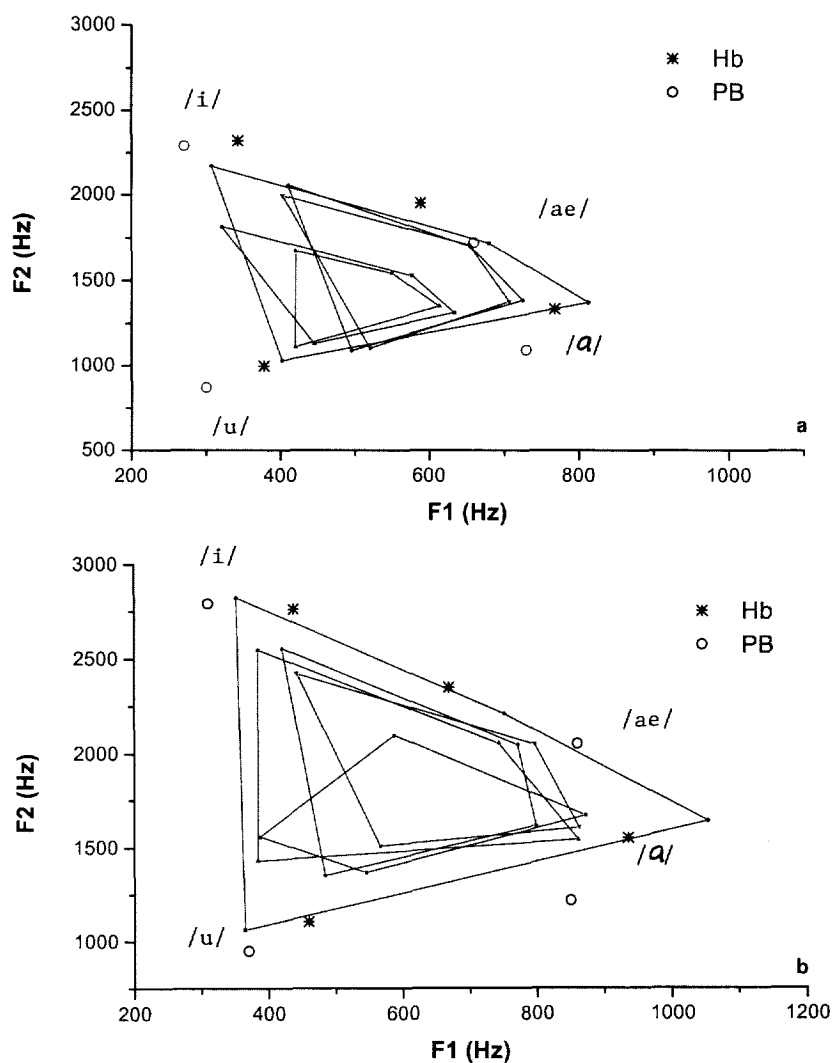 3000
2500
2000
1500
1000
500
F2 (Hz)
/i/
/ae/
/a/
/u/
✳ Hb
○ PB
a
200 400 600 800 1000
F1 (Hz)
3000
2500
2000
1500
1000
F2 (Hz)
/i/
/ae/
/a/
/u/
✳ Hb
○ PB
b
200 400 600 800 1000 1200
F1 (Hz)